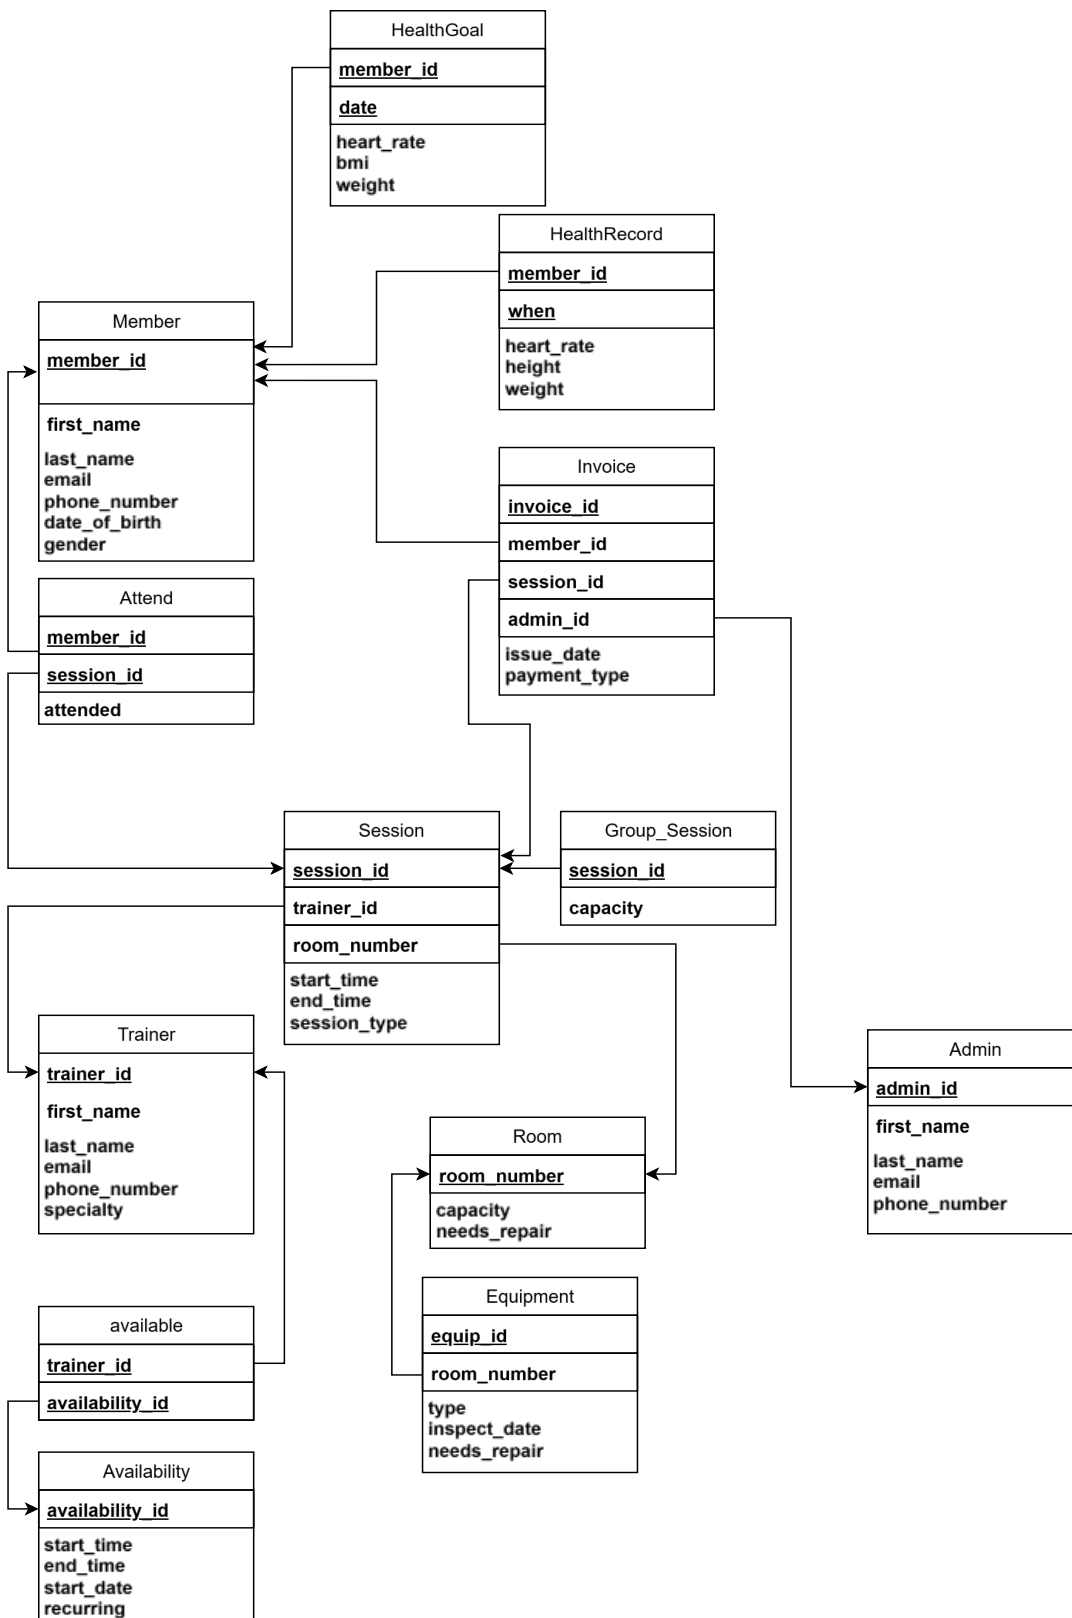 HealthGoal
member_id
date
heart_rate
bmi
weight
HealthRecord
member_id
when
heart_rate
height
weight
Member
member_id
first_name
last_name
email
phone_number
date_of_birth
gender
Invoice
invoice_id
member_id
session_id
admin_id
issue_date
payment_type
Attend
member_id
session_id
attended
Session
session_id
trainer_id
room_number
start_time
end_time
session_type
Group_Session
session_id
capacity
Trainer
trainer_id
first_name
last_name
email
phone_number
specialty
Admin
admin_id
first_name
last_name
email
phone_number
Room
room_number
capacity
needs_repair
Equipment
equip_id
room_number
type
inspect_date
needs_repair
available
trainer_id
availability_id
Availability
availability_id
start_time
end_time
start_date
recurring